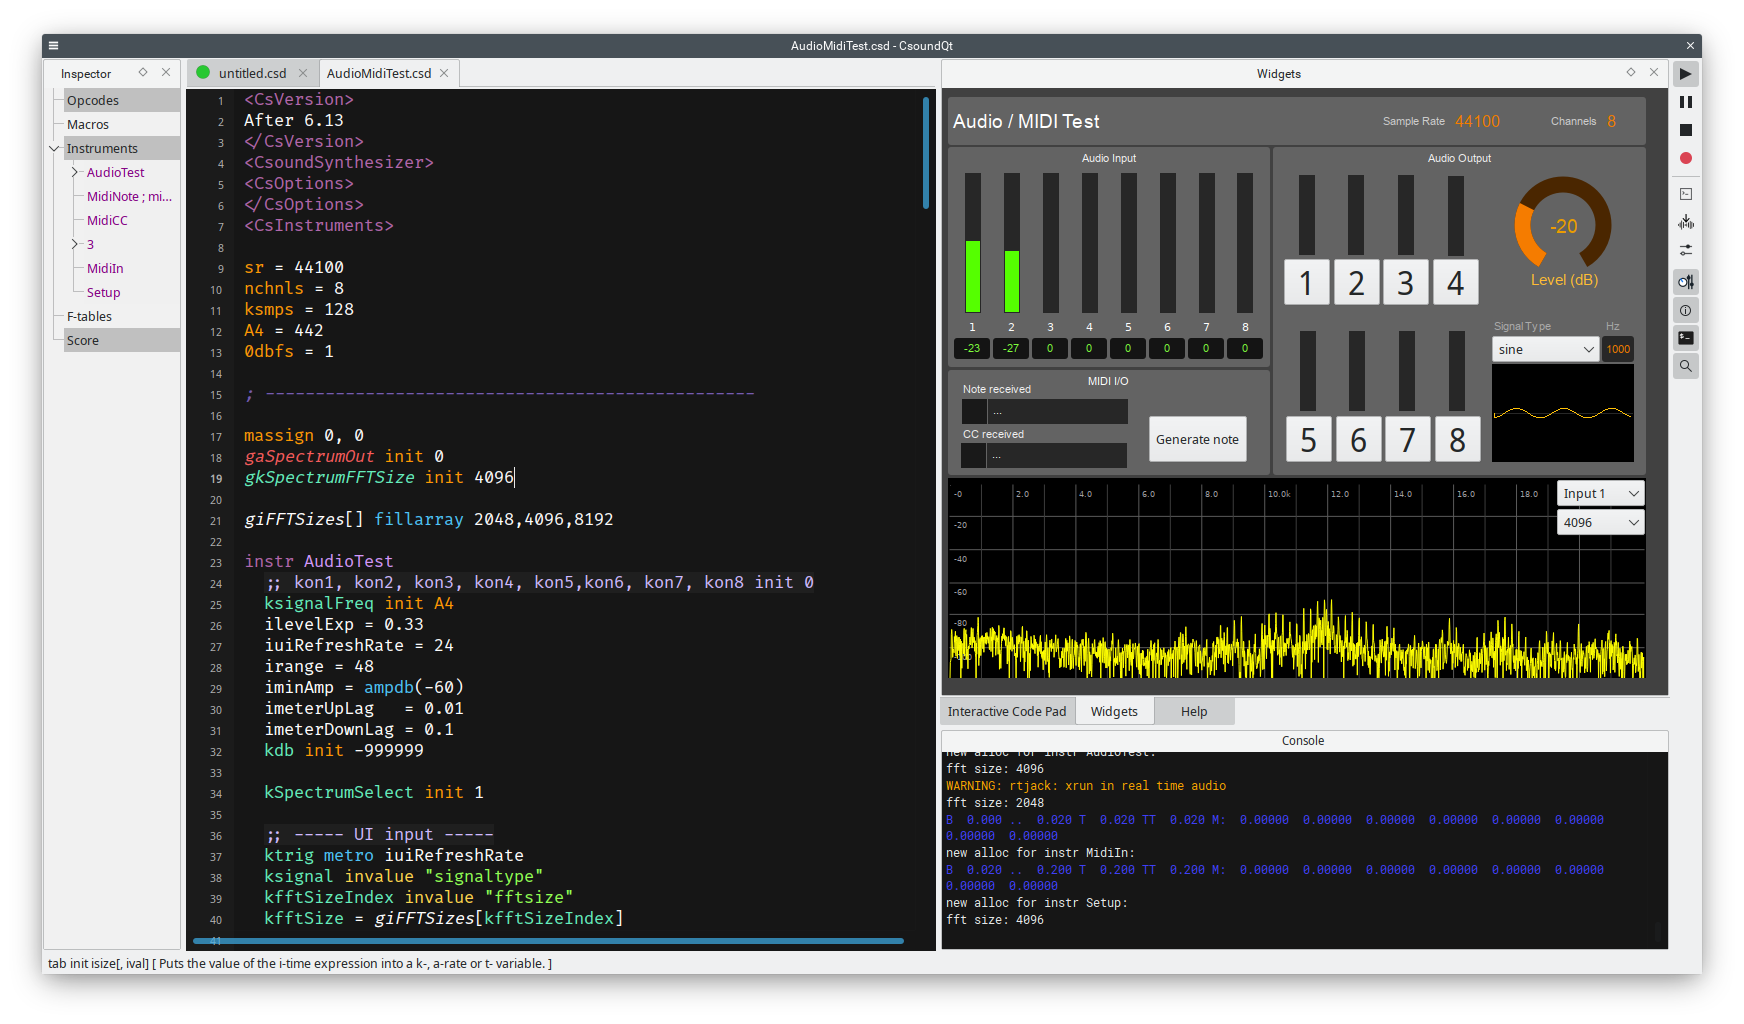 AudioMidiTest.csd - CsoundQt
Inspector
Opcodes
Macros
Instruments
AudioTest
MidiNote ; mi...
MidiCC
3
MidiIn
Setup
F-tables
Score
untitled.csd
AudioMidiTest.csd
1 <CsVersion>
2 After 6.13
3 </CsVersion>
4 <CsoundSynthesizer>
5 <CsOptions>
6 </CsOptions>
7 <CsInstruments>
8
9 sr = 44100
10 nchnls = 8
11 ksmps = 128
12 A4 = 442
13 0dbfs = 1
14
15 ; -------------------------------------------------
16
17 massign 0, 0
18 gaSpectrumOut init 0
19 gkSpectrumFFTSize init 4096
20
21 giFFTSizes[] fillarray 2048,4096,8192
22
23 instr AudioTest
24 ;; kon1, kon2, kon3, kon4, kon5,kon6, kon7, kon8 init 0
25 ksignalFreq init A4
26 ilevelExp = 0.33
27 iuiRefreshRate = 24
28 irange = 48
29 iminAmp = ampdb(-60)
30 imeterUpLag   = 0.01
31 imeterDownLag = 0.1
32 kdb init -999999
33
34 kSpectrumSelect init 1
35
36 ;; ----- UI input -----
37 ktrig metro iuiRefreshRate
38 ksignal invalue "signaltype"
39 kfftSizeIndex invalue "fftsize"
40 kfftSize = giFFTSizes[kfftSizeIndex]
41
Widgets
Audio / MIDI Test
Sample Rate 44100
Channels 8
Audio Input
1 2 3 4 5 6 7 8
-23 -27 0 0 0 0 0 0
MIDI I/O
Note received
...
CC received
...
Generate note
Audio Output
1 2 3 4
-20
Level (dB)
5 6 7 8
Signal Type
Hz
sine
1000
-0 2.0 4.0 6.0 8.0 10.0k 12.0 14.0 16.0 18.0
Input 1
4096
-20
-40
-60
-80
Interactive Code Pad
Widgets
Help
Console
new alloc for instr AudioTest:
fft size: 4096
WARNING: rtjack: xrun in real time audio
fft size: 2048
B  0.000 ..  0.020 T  0.020 TT  0.020 M:  0.00000  0.00000  0.00000  0.00000  0.00000  0.00000
0.00000  0.00000
new alloc for instr MidiIn:
B  0.020 ..  0.200 T  0.200 TT  0.200 M:  0.00000  0.00000  0.00000  0.00000  0.00000  0.00000
0.00000  0.00000
new alloc for instr Setup:
fft size: 4096
tab init isize[, ival] [ Puts the value of the i-time expression into a k-, a-rate or t- variable. ]